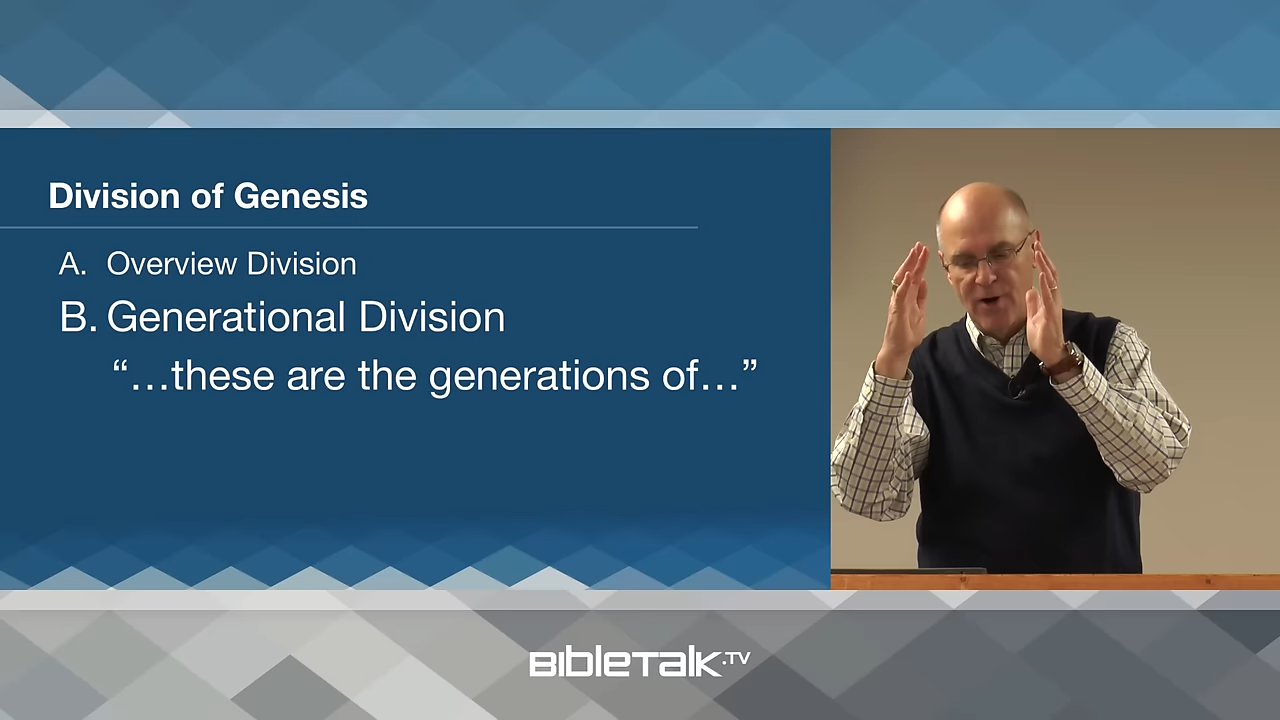 Division of Genesis
A. Overview Division
B. Generational Division
“…these are the generations of…”
BIBLETALK.TV